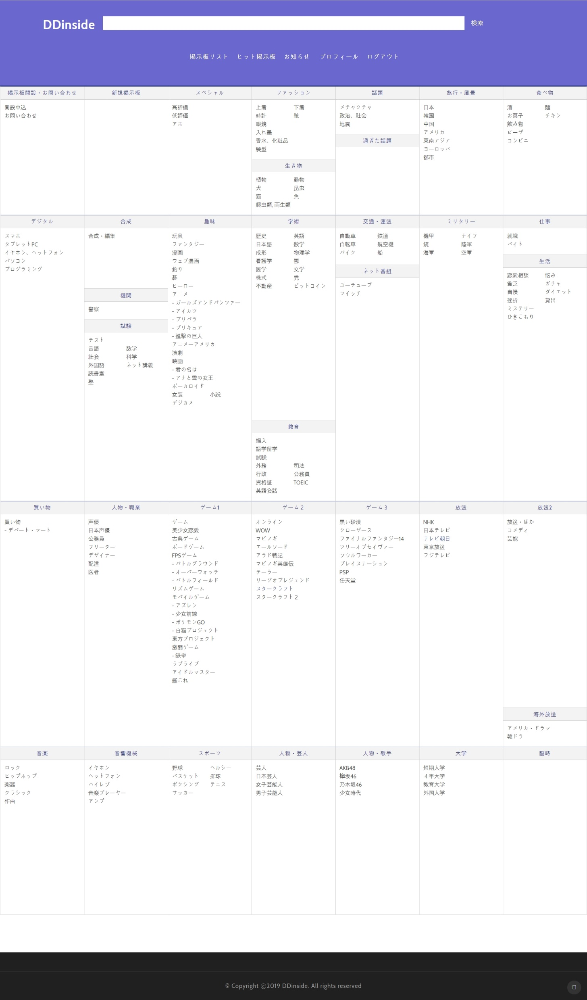 DDinside
検索
掲示板リスト ヒット掲示板 お知らせ プロフィール ログアウト
掲示板開設・お問い合わせ
開設申込
お問い合わせ
新規掲示板
スペシャル
高評価
低評価
アホ
ファッション
上着 下着
時計 靴
眼鏡
入れ墨
香水、化粧品
髪型
生き物
植物 動物
犬 昆虫
猫 魚
爬虫類, 両生類
話題
メチャクチャ
政治、社会
地震
過ぎた話題
旅行・風景
日本
韓国
中国
アメリカ
東南アジア
ヨーロッパ
都市
食べ物
酒 麺
お菓子 チキン
飲み物
ピーザ
コンビニ
デジタル
スマホ
タブレットPC
イヤホン、ヘットフォン
パソコン
プログラミング
合成
合成・編集
機関
警察
試験
テスト
言語 数学
社会 科学
外国語 ネット講義
読書室
塾
趣味
玩具
ファンタジー
漫画
ウェブ漫画
釣り
碁
ヒーロー
アニメ
- ガールズアンドパンツァー
- アイカツ
- プリパラ
- プリキュア
- 進撃の巨人
アニメーアメリカ
演劇
映画
- 君の名は
- アナと雪の女王
ボーカロイド
女装 小説
デジカメ
学術
歴史 英語
日本語 数学
成形 物理学
看護学 鬱
医学 文学
株式 禿
不動産 ビットコイン
教育
編入
語学留学
試験
外務 司法
行政 公務員
資格証 TOEIC
英語会話
交通・運送
自動車 鉄道
自転車 航空機
バイク 船
ネット番組
ユーチューブ
ツイッチ
ミリタリー
機甲 ナイフ
銃 陸軍
海軍 空軍
仕事
就職
バイト
生活
恋愛相談 悩み
貧乏 ガチャ
自慢 ダイエット
挫折 貸出
ミステリー
ひきこもり
買い物
買い物
- デパート・マート
人物・職業
声優
日本声優
公務員
フリーター
デザイナー
配達
医者
ゲーム1
ゲーム
美少女恋愛
古典ゲーム
ボードゲーム
FPSゲーム
- バトルグラウンド
- オーバーウォッチ
- バトルフィールド
リズムゲーム
モバイルゲーム
- アズレン
- 少女前線
- ポケモンGO
- 白猫プロジェクト
東方プロジェクト
激闘ゲーム
- 鉄拳
ラブライブ
アイドルマスター
艦これ
ゲーム２
オンライン
WOW
マビノギ
エールソード
アラド戦記
マビノギ英雄伝
テーラー
リーグオブレジェンド
スタークラフト
スタークラフト２
ゲーム３
黒い砂漠
クローザース
ファイナルファンタジー14
ツリーオブセイヴァー
ソウルワーカー
プレイステーション
PSP
任天堂
放送
NHK
日本テレビ
テレビ朝日
東京放送
フジテレビ
放送2
放送・ほか
コメディ
芸能
海外放送
アメリカ・ドラマ
韓ドラ
音楽
ロック
ヒップホップ
楽器
クラシック
作曲
音響機械
イヤホン
ヘットフォン
ハイレゾ
音楽プレーヤー
アンプ
スポーツ
野球 ヘルシー
バスケット 排球
ボクシング テニス
サッカー
人物・芸人
芸人
日本芸人
女子芸能人
男子芸能人
人物・歌手
AKB48
欅坂46
乃木坂46
少女時代
大学
短期大学
４年大学
教育大学
外国大学
臨時
© Copyright ⓒ2019 DDinside. All rights reserved